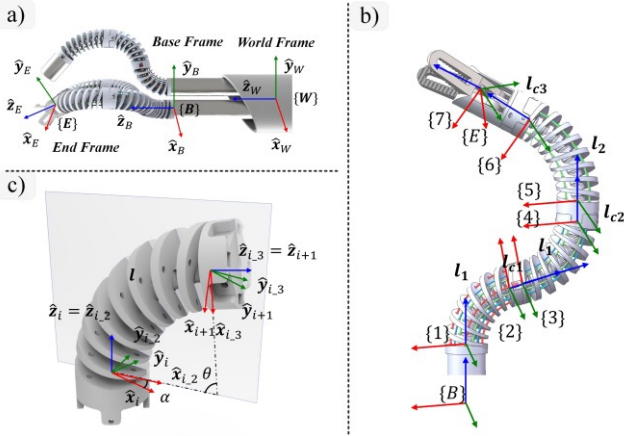 a)
Base Frame World Frame
ŷ_E
ŷ_B
ŷ_W
ẑ_E
{E}
ẑ_B
{B}
ẑ_W
{W}
x̂_E
End Frame
x̂_B
x̂_W
b)
l_c3
{7}
{E}
{6}
l_2
{5}
{4}
l_c2
l_1
l_c1
l_1
{1}
{2}
{3}
{B}
c)
l
ẑ_i_3 = ẑ_i+1
ŷ_i_3
ŷ_i+1
x̂_i+1 x̂_i_3
ẑ_i = ẑ_i_2
ŷ_i_2
ŷ_i
x̂_i_2 θ
x̂_i α